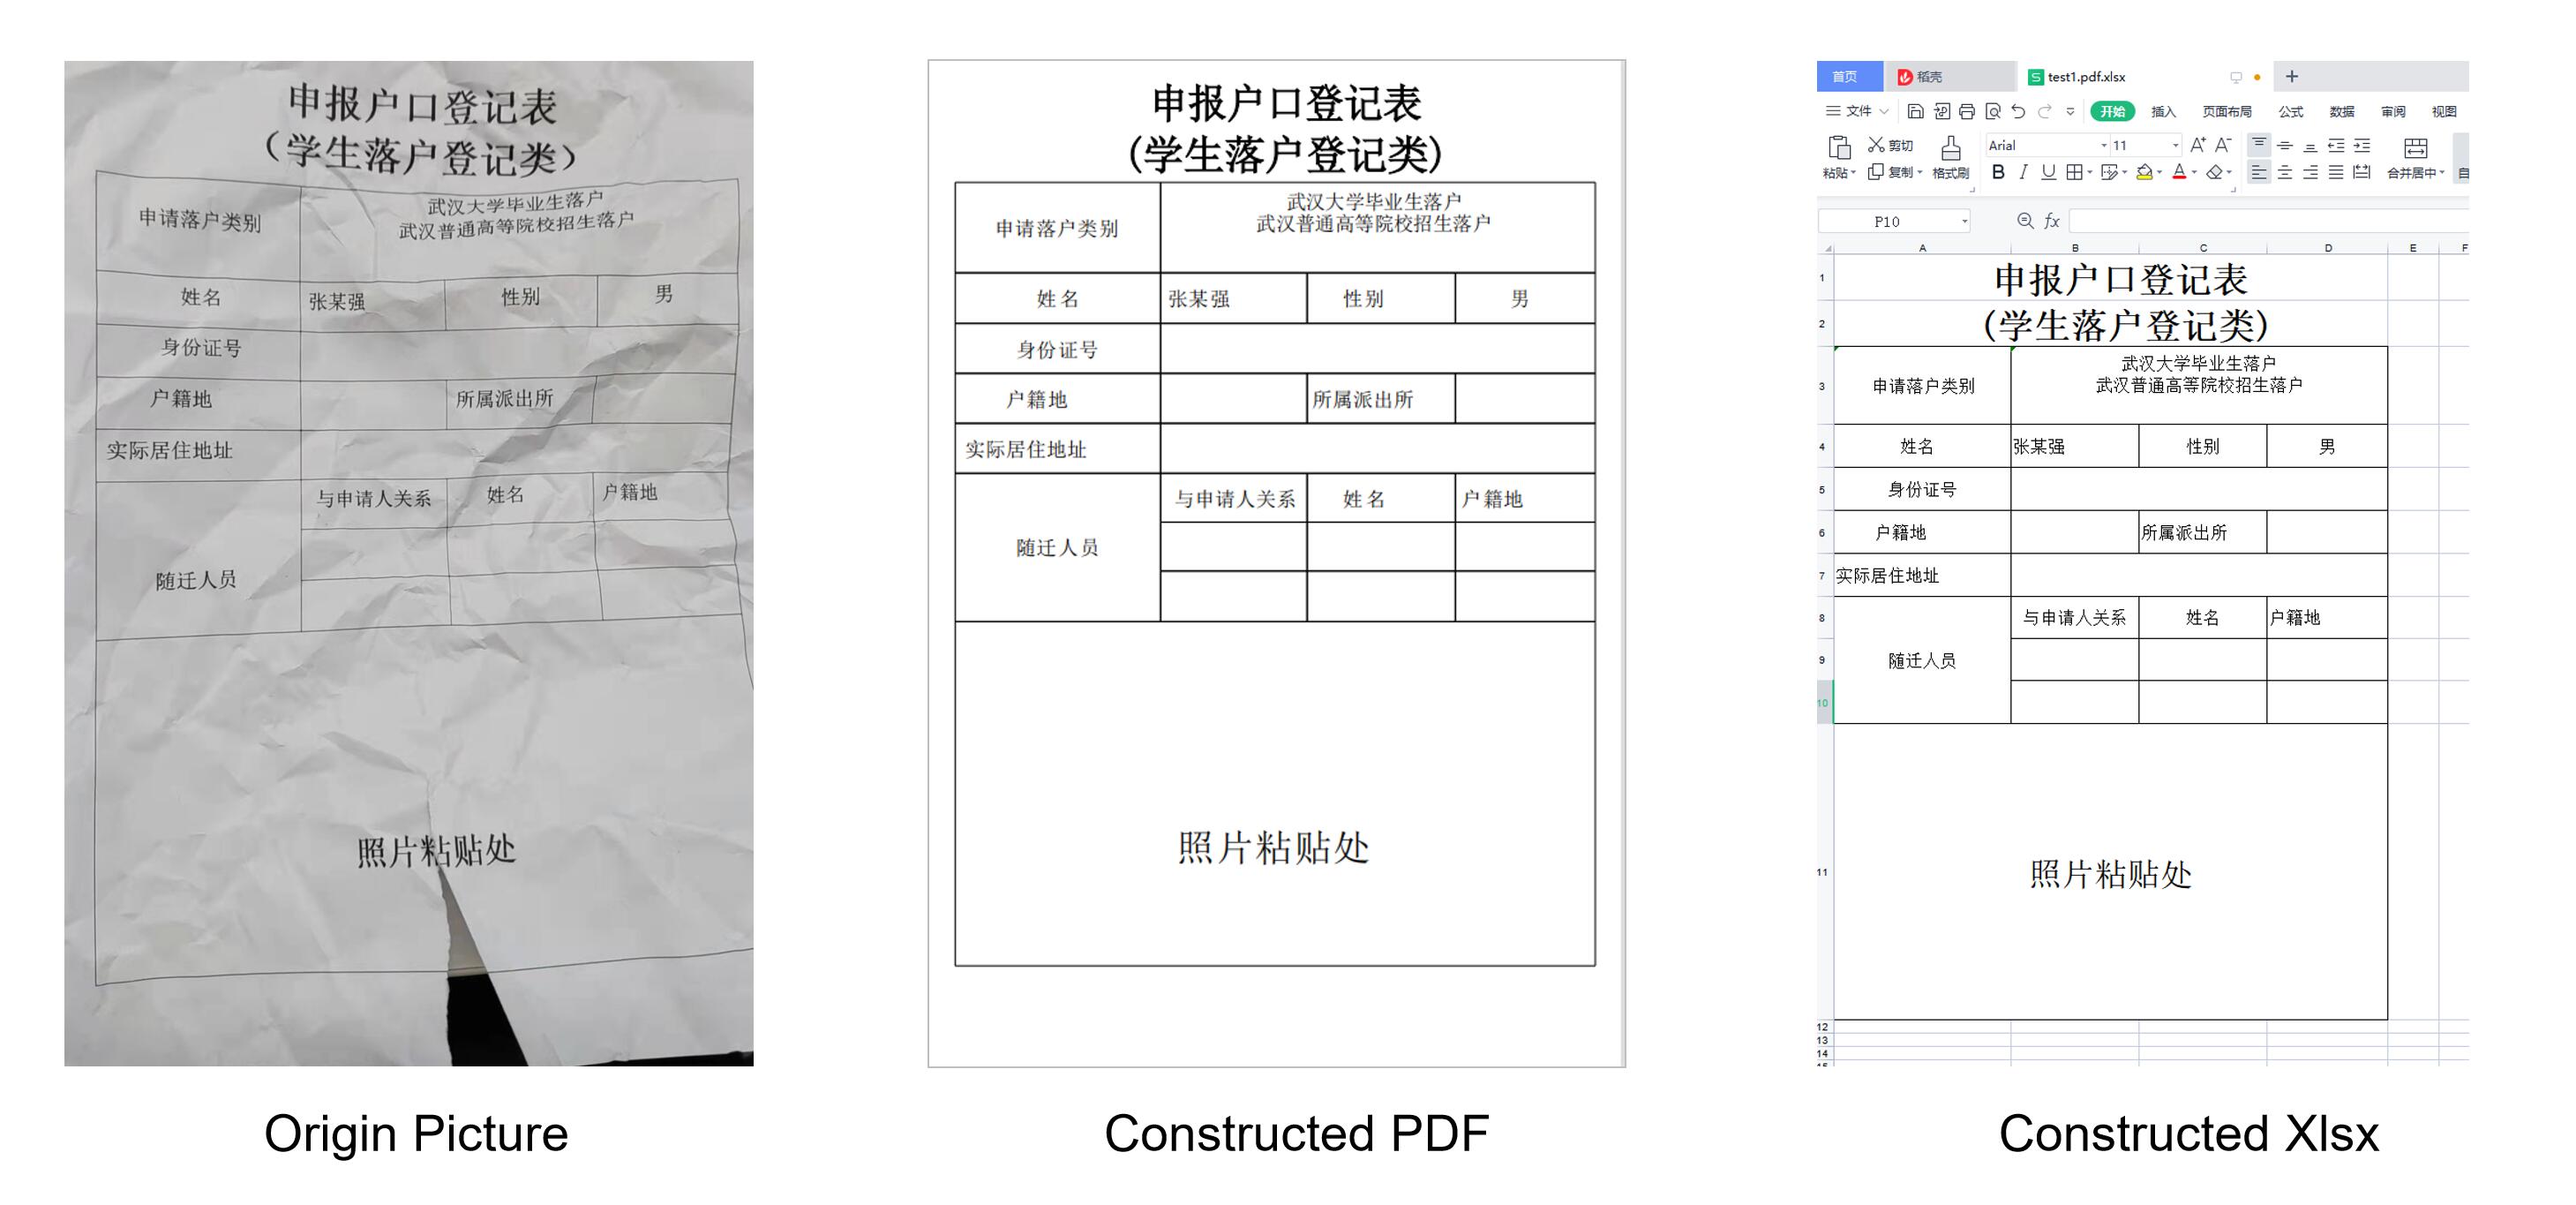 申报户口登记表
（学生落户登记类）
申请落户类别
武汉大学毕业生落户
武汉普通高等院校招生落户
姓名 张某强 性别 男
身份证号
户籍地 所属派出所
实际居住地址
与申请人关系 姓名 户籍地
随迁人员
照片粘贴处
Origin Picture
申报户口登记表
(学生落户登记类)
武汉大学毕业生落户
申请落户类别
武汉普通高等院校招生落户
姓名 张某强 性别 男
身份证号
户籍地 所属派出所
实际居住地址
与申请人关系 姓名 户籍地
随迁人员
照片粘贴处
Constructed PDF
首页 稻壳 S test1.pdf.xlsx +
文件 开始 插入 页面布局 公式 数据 审阅 视图
剪切 Arial 11 A+ A-
粘贴 复制 格式刷 B I U A 合并居中 自
P10 fx
A B C D E F
1 申报户口登记表
2 (学生落户登记类)
武汉大学毕业生落户
3 申请落户类别 武汉普通高等院校招生落户
4 姓名 张某强 性别 男
5 身份证号
6 户籍地 所属派出所
7 实际居住地址
8 与申请人关系 姓名 户籍地
9 随迁人员
10
11 照片粘贴处
12
13
14
Constructed Xlsx